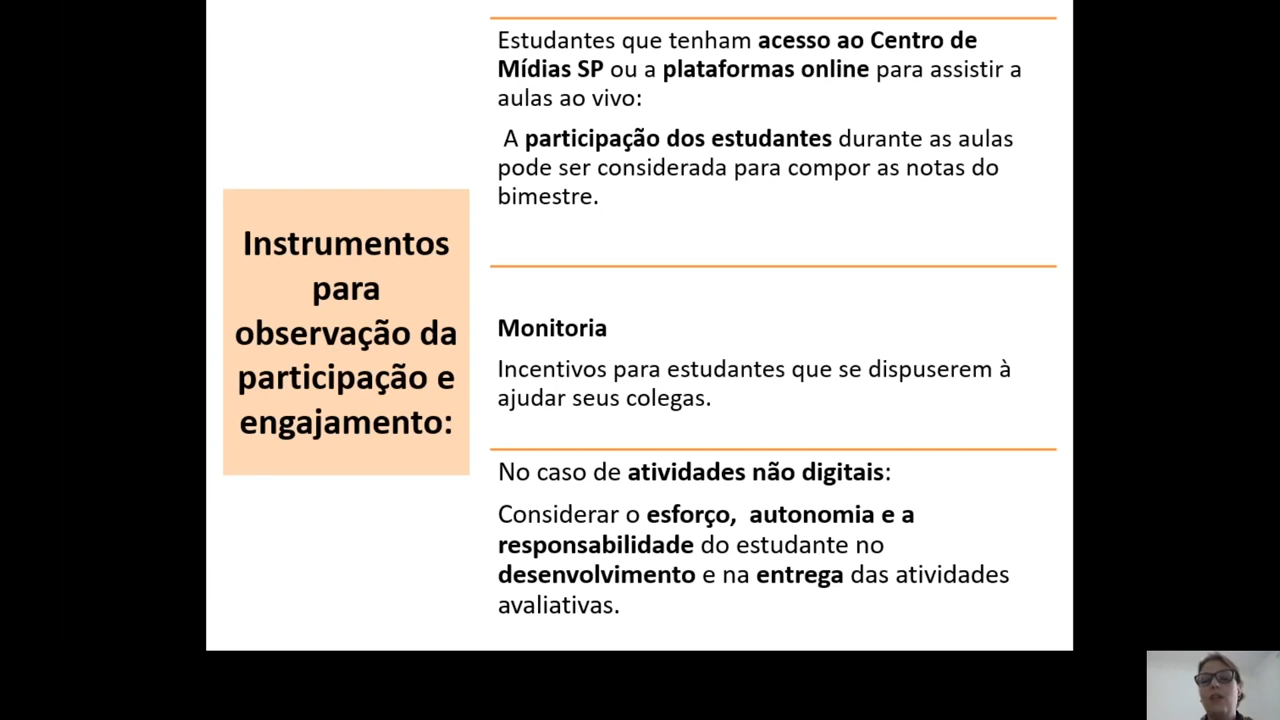 Instrumentos
para
observação da
participação e
engajamento:
Estudantes que tenham acesso ao Centro de
Mídias SP ou a plataformas online para assistir a
aulas ao vivo:
A participação dos estudantes durante as aulas
pode ser considerada para compor as notas do
bimestre.
Monitoria
Incentivos para estudantes que se dispuserem à
ajudar seus colegas.
No caso de atividades não digitais:
Considerar o esforço, autonomia e a
responsabilidade do estudante no
desenvolvimento e na entrega das atividades
avaliativas.